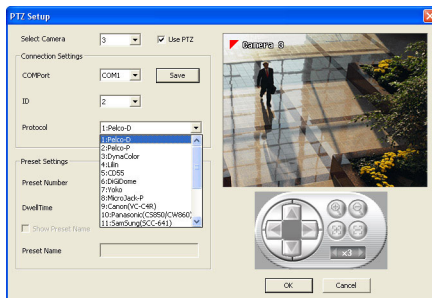 PTZ Setup
Select Camera
3
Use PTZ
Connection Settings
COMPort
COM1
Save
ID
2
Protocol
1:Pelco-D
1:Pelco-D
2:Pelco-P
3:DynaColor
4:Lilin
5:CD55
6:DiGiDome
7:Yoko
8:MicroJack-P
9:Canon(VC-C4R)
10:Panasonic(CS850/CW860)
11:SamSung(SCC-641)
Preset Settings
Preset Number
DwellTime
Show Preset Name
Preset Name
Camera 3
x3
OK
Cancel